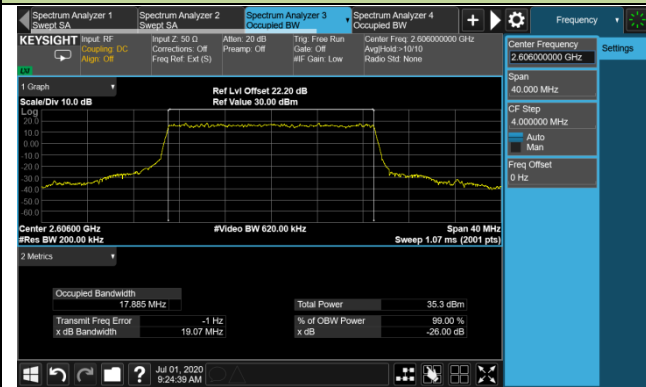 Spectrum Analyzer 1
Swept SA
Spectrum Analyzer 2
Swept SA
Spectrum Analyzer 3
Occupied BW
Spectrum Analyzer 4
Occupied BW
Frequency
KEYSIGHT
Input: RF
Coupling: DC
Align: Off
Input Z: 50 Ω
Corrections: Off
Freq Ref: Ext (S)
Atten: 20 dB
Preamp: Off
Trig: Free Run
Gate: Off
#IF Gain: Low
Center Freq: 2.606000000 GHz
Avg|Hold:>10/10
Radio Std: None
LV
Center Frequency
2.606000000 GHz
Settings
Span
40.000 MHz
CF Step
4.000000 MHz
Auto
Man
Freq Offset
0 Hz
1 Graph
Scale/Div 10.0 dB
Ref Lvl Offset 22.20 dB
Ref Value 30.00 dBm
Log
20.0
10.0
0.00
-10.0
-20.0
-30.0
-40.0
-50.0
-60.0
Center 2.60600 GHz
#Res BW 200.00 kHz
#Video BW 620.00 kHz
Span 40 MHz
Sweep 1.07 ms (2001 pts)
2 Metrics
Occupied Bandwidth
17.885 MHz
Total Power 35.3 dBm
Transmit Freq Error -1 Hz
% of OBW Power 99.00 %
x dB Bandwidth 19.07 MHz
x dB -26.00 dB
Jul 01, 2020
9:24:39 AM